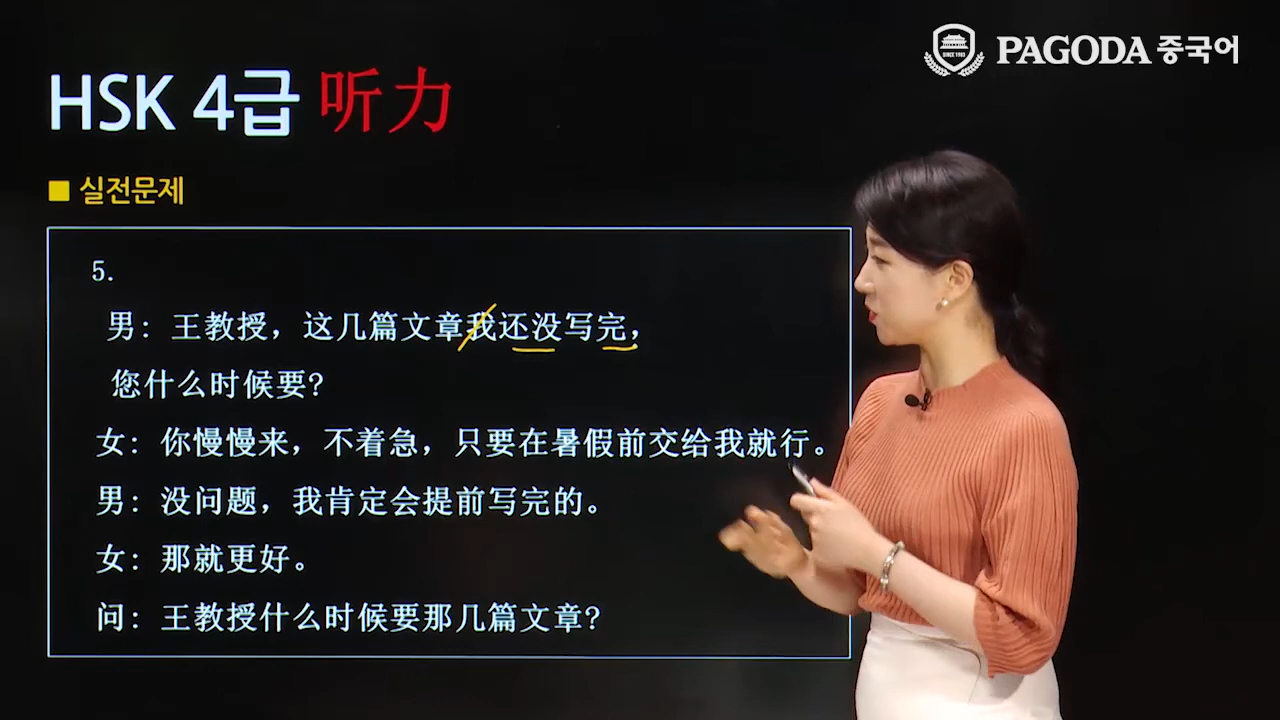 PAGODA 중국어
SINCE 1983
HSK 4급 听力
■ 실전문제
5.
男：王教授，这几篇文章我还没写完，
您什么时候要？
女：你慢慢来，不着急，只要在暑假前交给我就行。
男：没问题，我肯定会提前写完的。
女：那就更好。
问：王教授什么时候要那几篇文章？